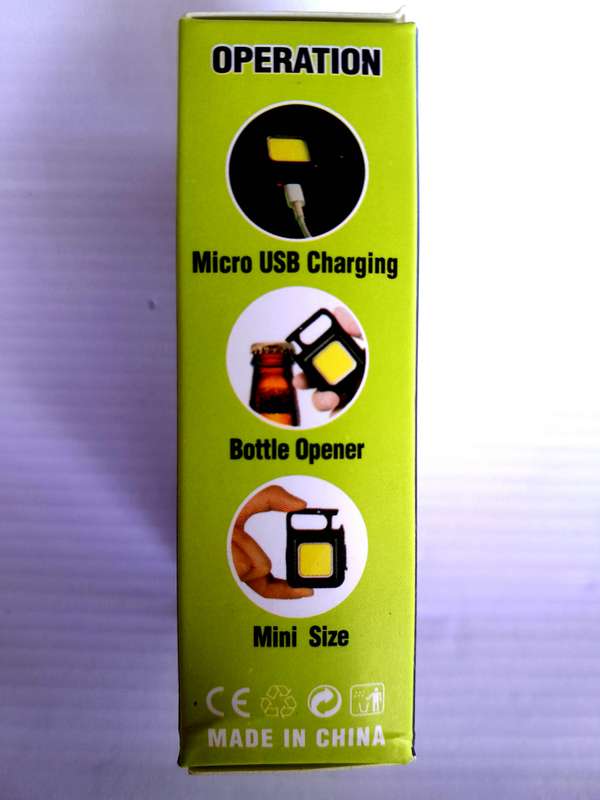 OPERATION
Micro USB Charging
Bottle Opener
Mini Size
CE
MADE IN CHINA